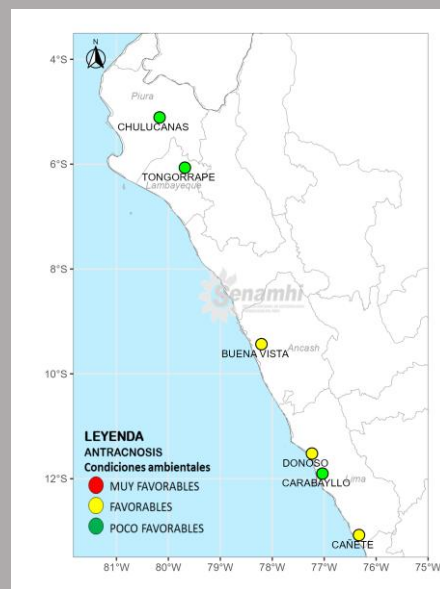 N
4°S
Piura
CHULUCANAS
6°S
TONGORRAPE
Lambayeque
8°S
Senamhi
BUENA VISTA
Ancash
10°S
LEYENDA
ANTRACNOSIS
Condiciones ambientales
MUY FAVORABLES
FAVORABLES
POCO FAVORABLES
DONOSO
CARABAYLLO
Lima
12°S
CAÑETE
81°W 80°W 79°W 78°W 77°W 76°W 75°W